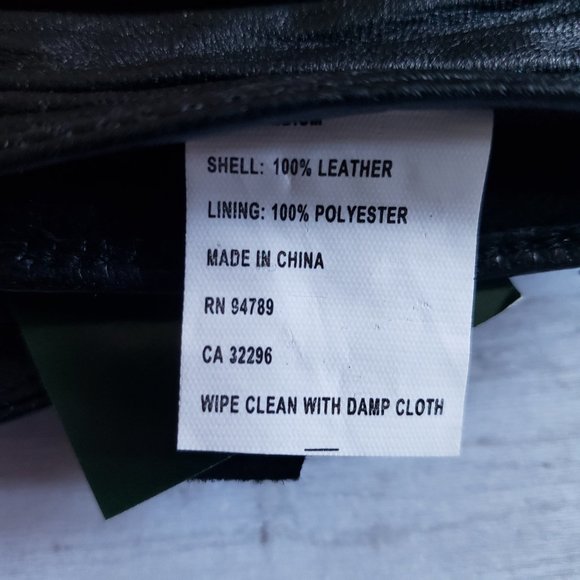 SHELL: 100% LEATHER
LINING: 100% POLYESTER
MADE IN CHINA
RN 94789
CA 32296
WIPE CLEAN WITH DAMP CLOTH